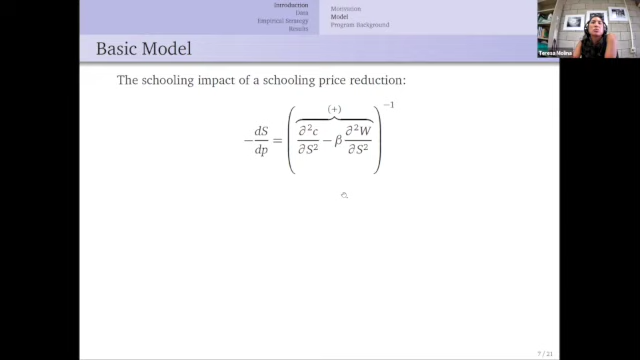 Introduction
Data
Empirical Strategy
Results
Motivation
Model
Program Background
Teresa Molina
Basic Model
The schooling impact of a schooling price reduction:
(+)
−dS/dp = (∂²c/∂S² − β ∂²W/∂S²)⁻¹
7 / 21